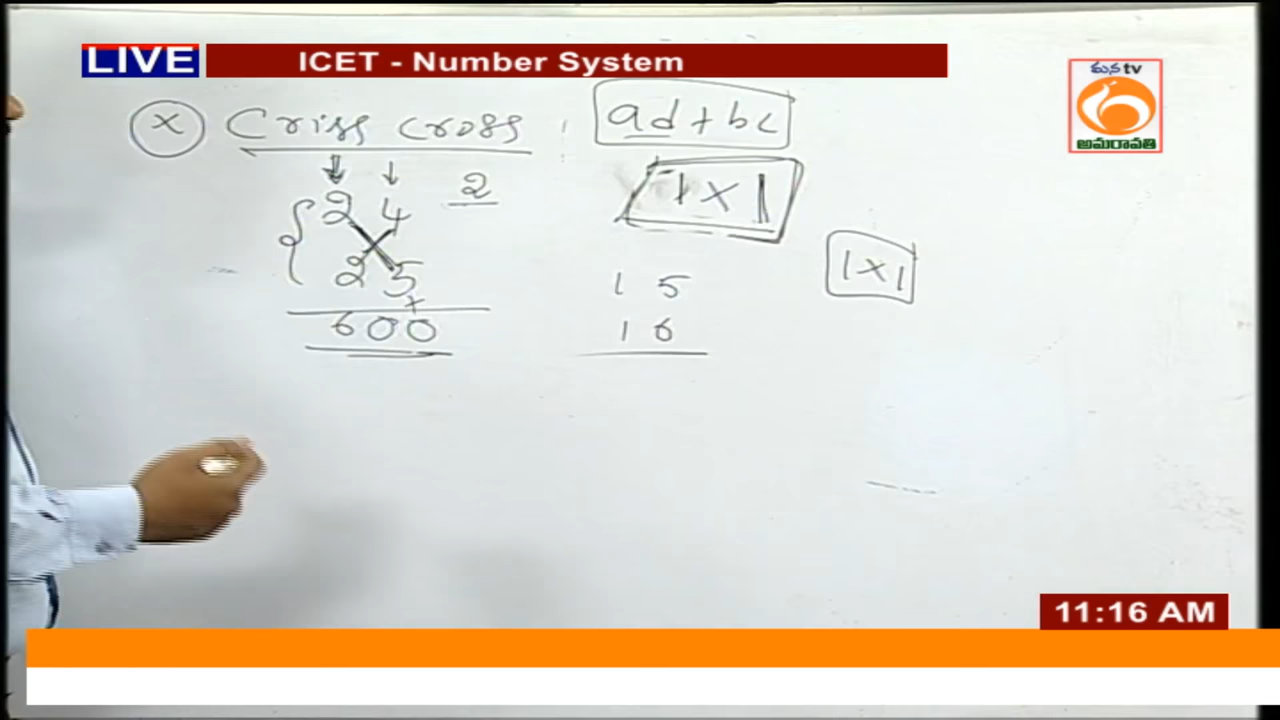 LIVE ICET - Number System
మన tv
అమరావతి
x Criss cross : ad + bc
2 4 2
2 5
x
600
1 x 1
1 5
1 6
1 x 1
11:16 AM